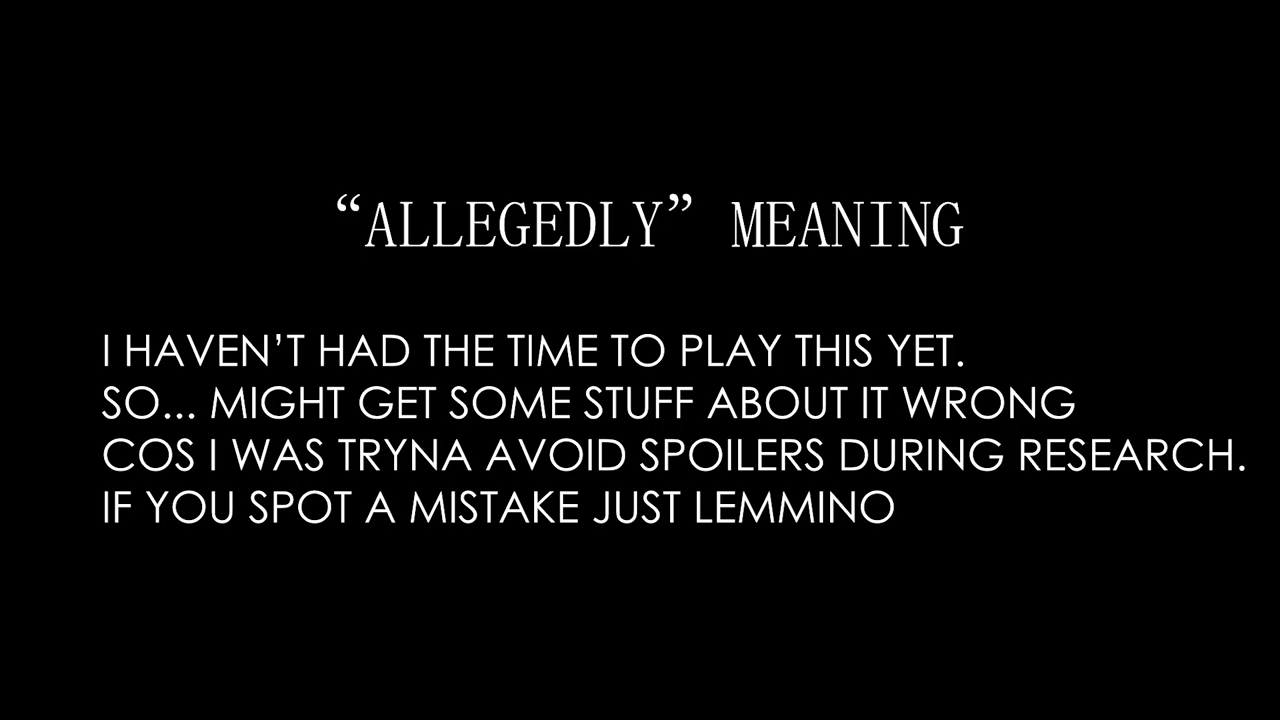 “ALLEGEDLY” MEANING
I HAVEN’T HAD THE TIME TO PLAY THIS YET.
SO... MIGHT GET SOME STUFF ABOUT IT WRONG
COS I WAS TRYNA AVOID SPOILERS DURING RESEARCH.
IF YOU SPOT A MISTAKE JUST LEMMINO